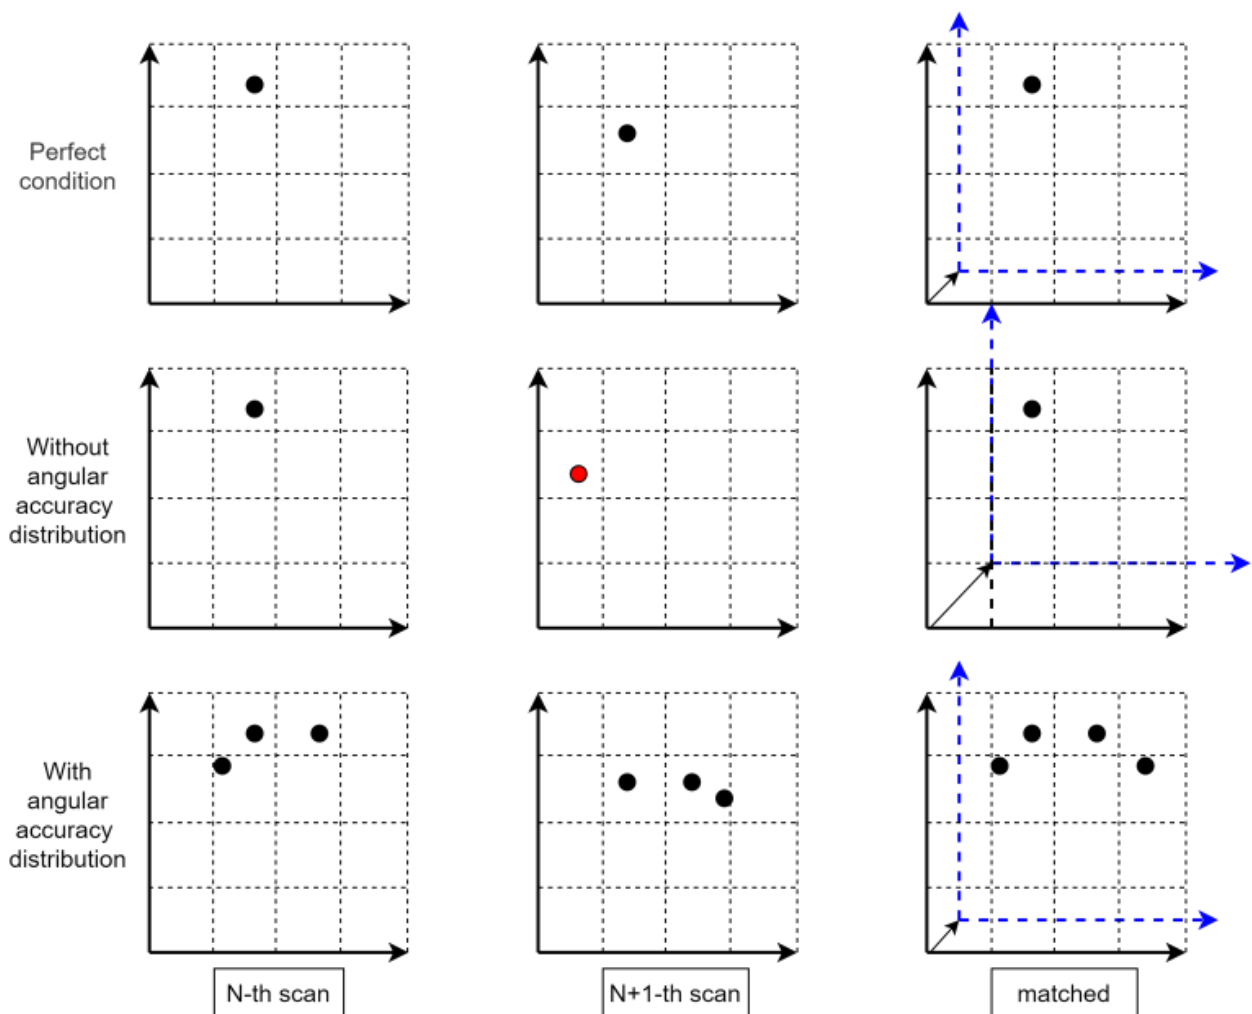 Perfect
condition
Without
angular
accuracy
distribution
With
angular
accuracy
distribution
N-th scan
N+1-th scan
matched